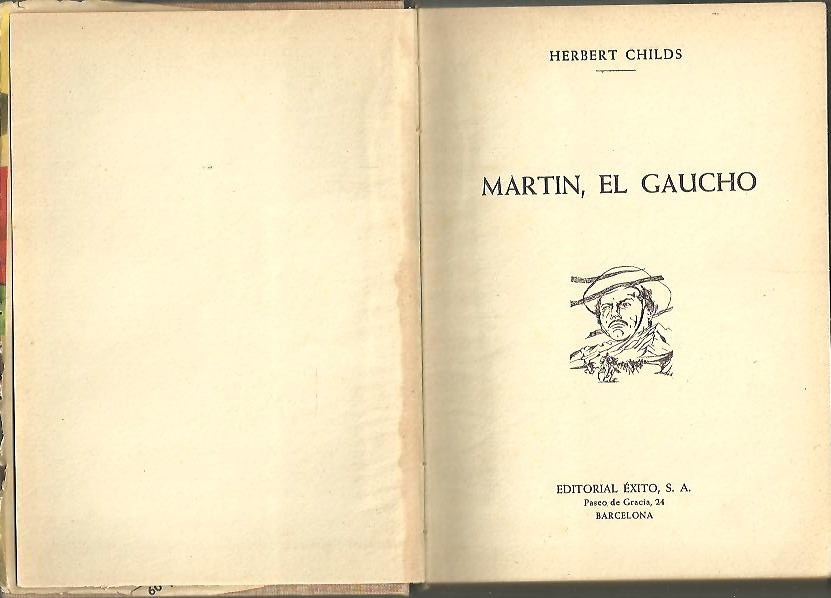 HERBERT CHILDS
MARTIN, EL GAUCHO
EDITORIAL ÉXITO, S. A.
Paseo de Gracia, 24
BARCELONA